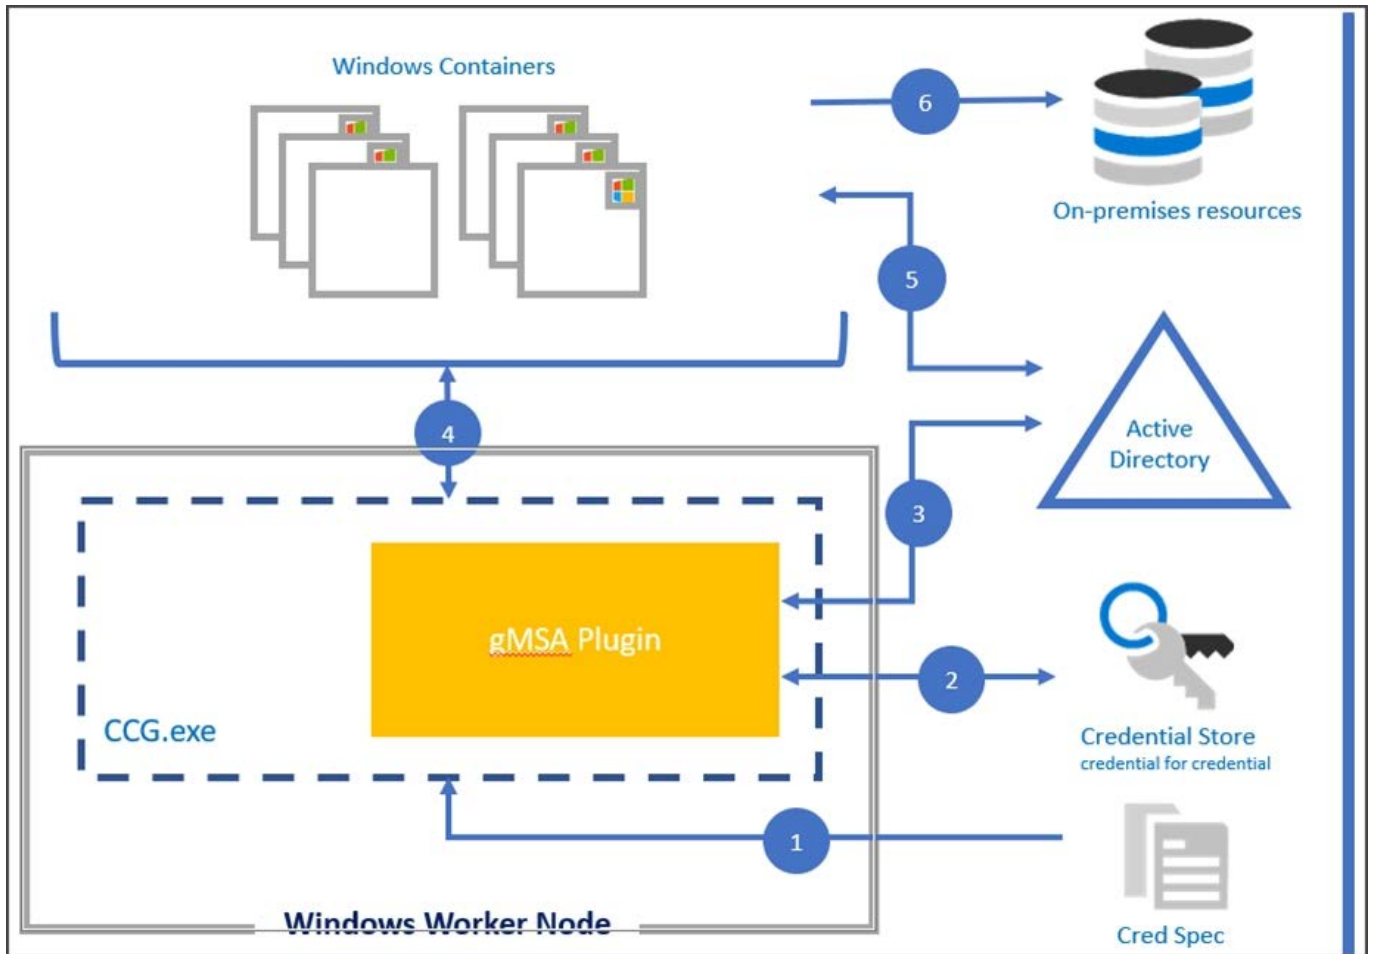 Windows Containers
6
On-premises resources
5
Active
Directory
4
3
gMSA Plugin
2
CCG.exe
Credential Store
credential for credential
1
Windows Worker Node
Cred Spec